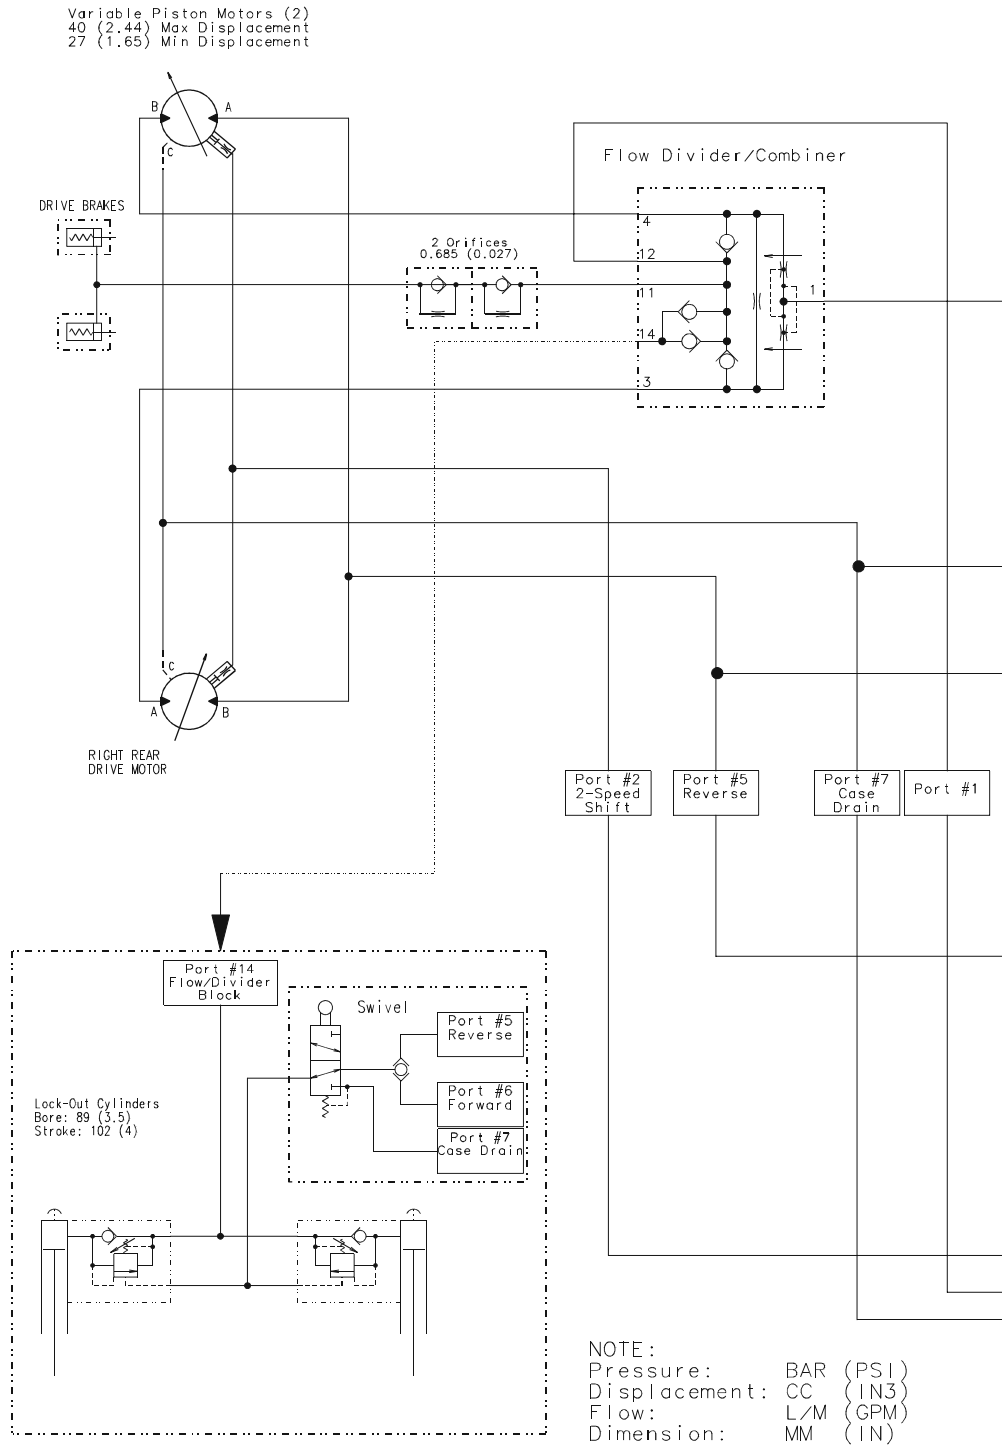 Variable Piston Motors (2)
40 (2.44) Max Displacement
27 (1.65) Min Displacement
B
A
C
Flow Divider/Combiner
DRIVE BRAKES
2 Orifices
0.685 (0.027)
4
12
11
1
14
3
C
A
B
RIGHT REAR
DRIVE MOTOR
Port #2
2-Speed
Shift
Port #5
Reverse
Port #7
Case
Drain
Port #1
Port #14
Flow/Divider
Block
Swivel
Port #5
Reverse
Port #6
Forward
Port #7
Case Drain
Lock-Out Cylinders
Bore: 89 (3.5)
Stroke: 102 (4)
NOTE:
Pressure: BAR (PSI)
Displacement: CC (IN3)
Flow: L/M (GPM)
Dimension: MM (IN)